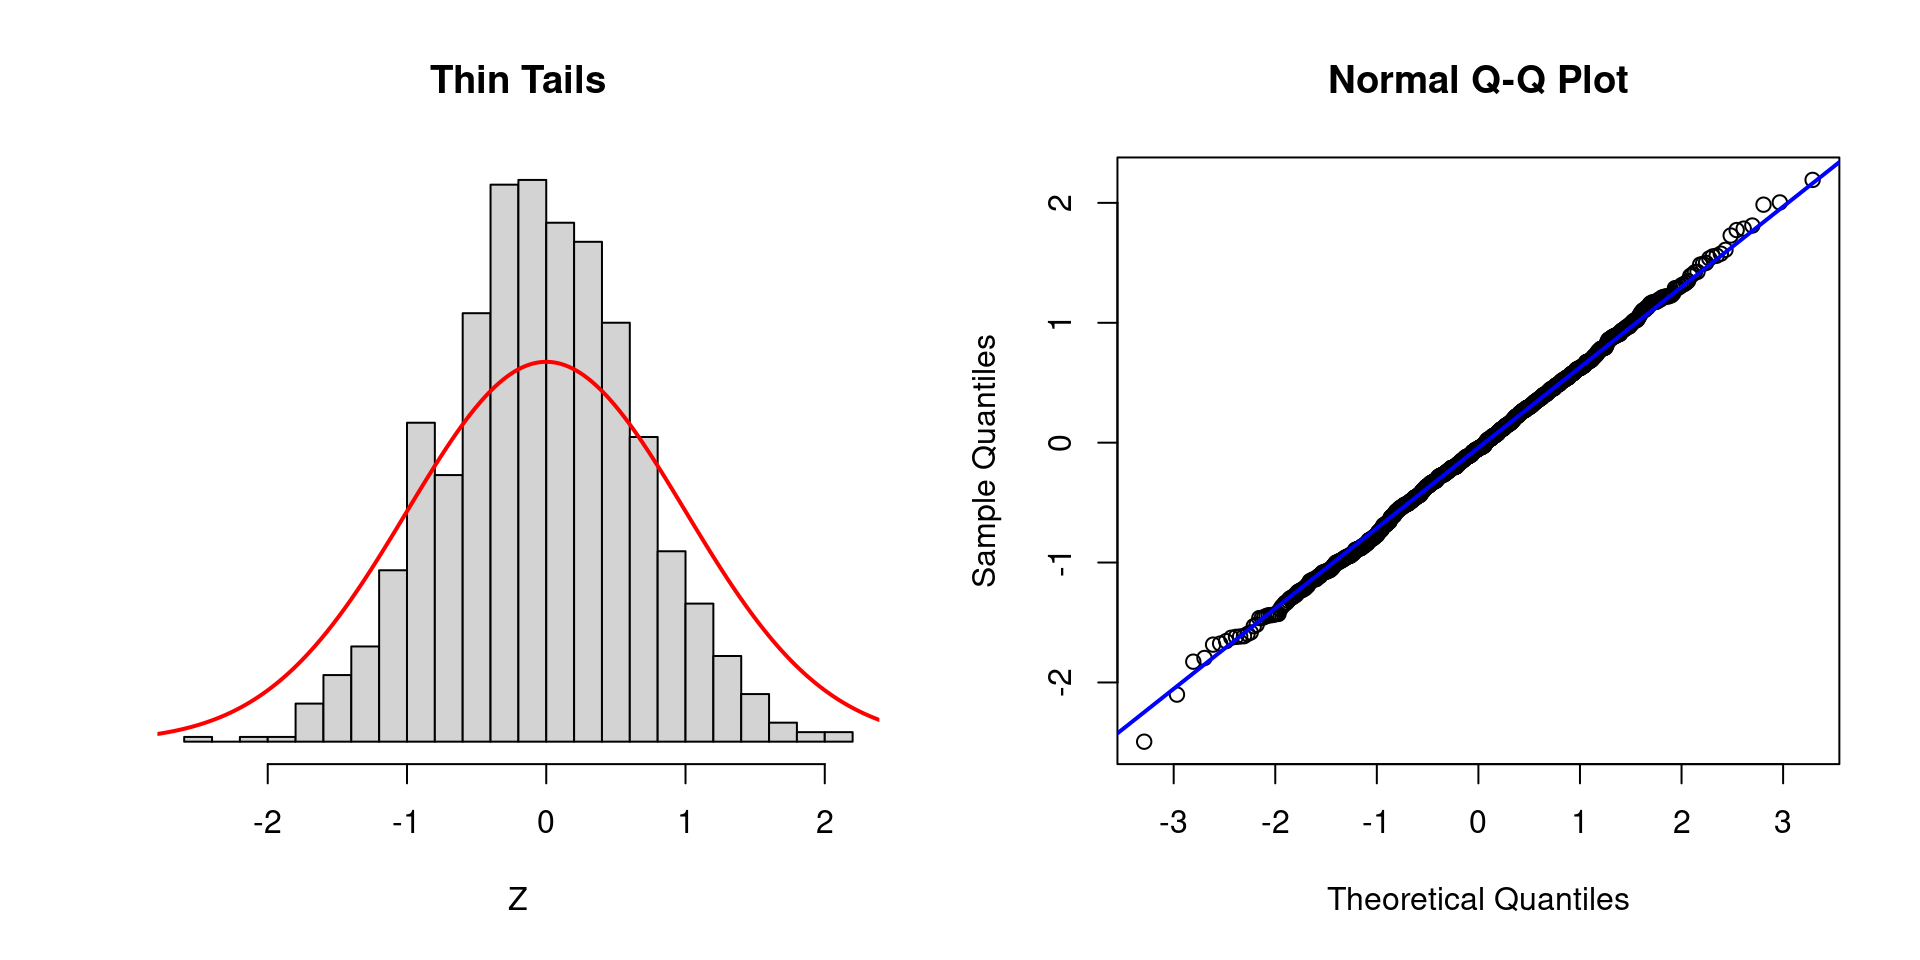 Thin Tails
-2 -1 0 1 2
Z
Normal Q-Q Plot
Sample Quantiles
2
1
0
-1
-2
-3 -2 -1 0 1 2 3
Theoretical Quantiles